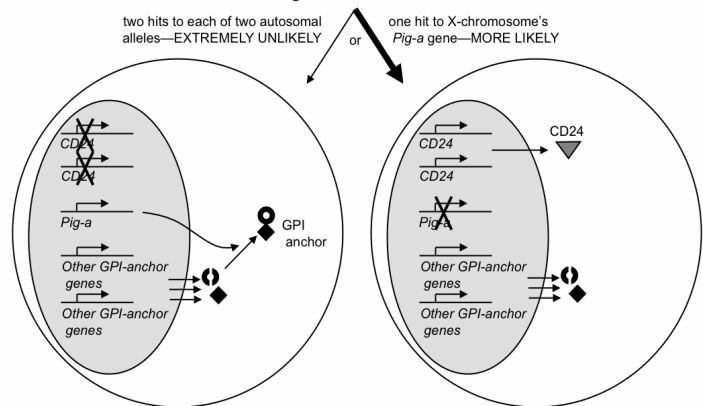 two hits to each of two autosomal
alleles—EXTREMELY UNLIKELY
or
one hit to X-chromosome's
Pig-a gene—MORE LIKELY
CD24
CD24
Pig-a
Other GPI-anchor
genes
Other GPI-anchor
genes
GPI
anchor
CD24
CD24
Pig-a
Other GPI-anchor
genes
Other GPI-anchor
genes
CD24